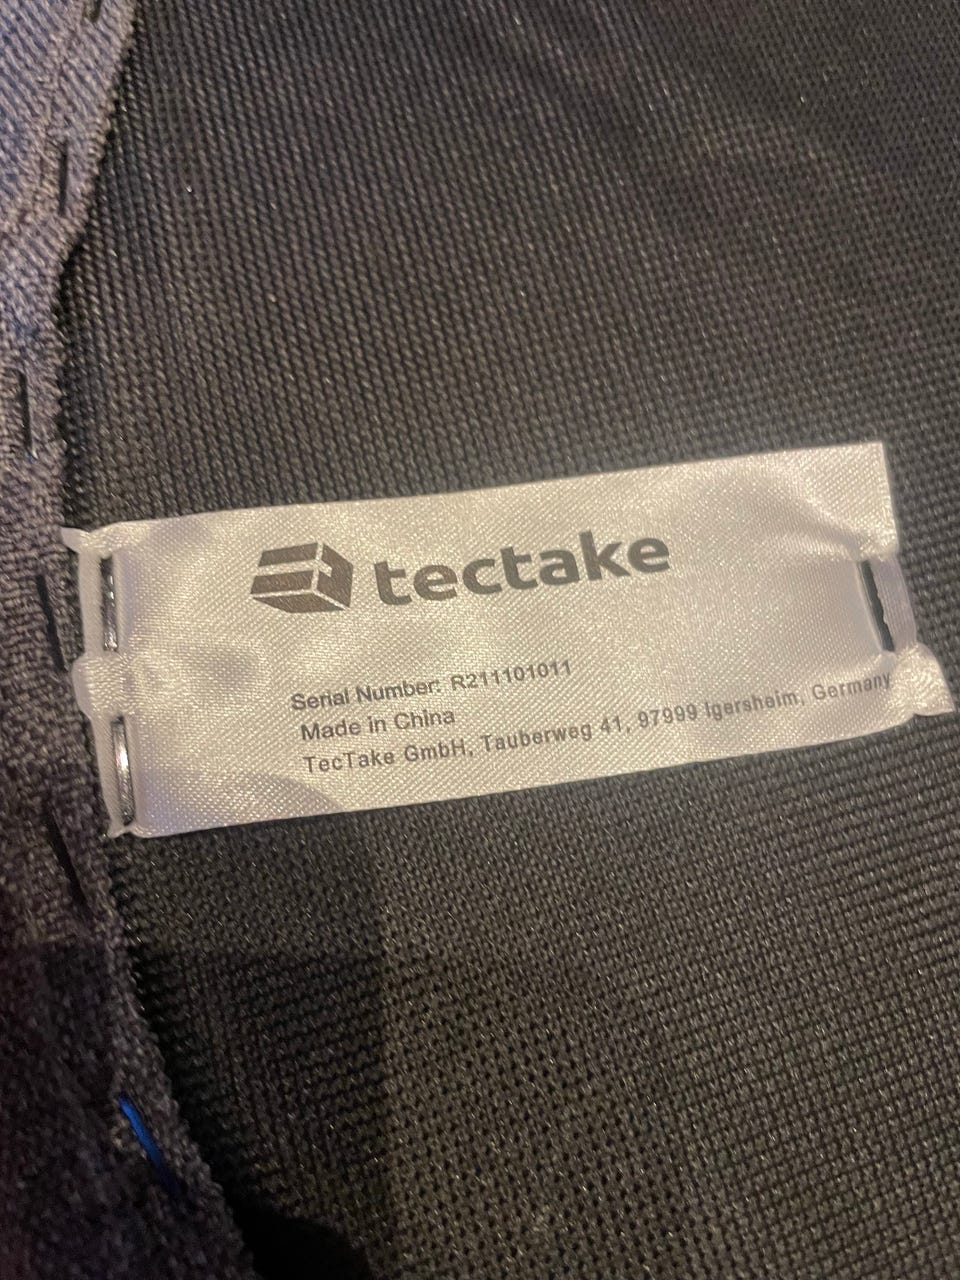 tectake
Serial Number: R211101011
Made in China
TecTake GmbH, Tauberweg 41, 97999 Igersheim, Germany